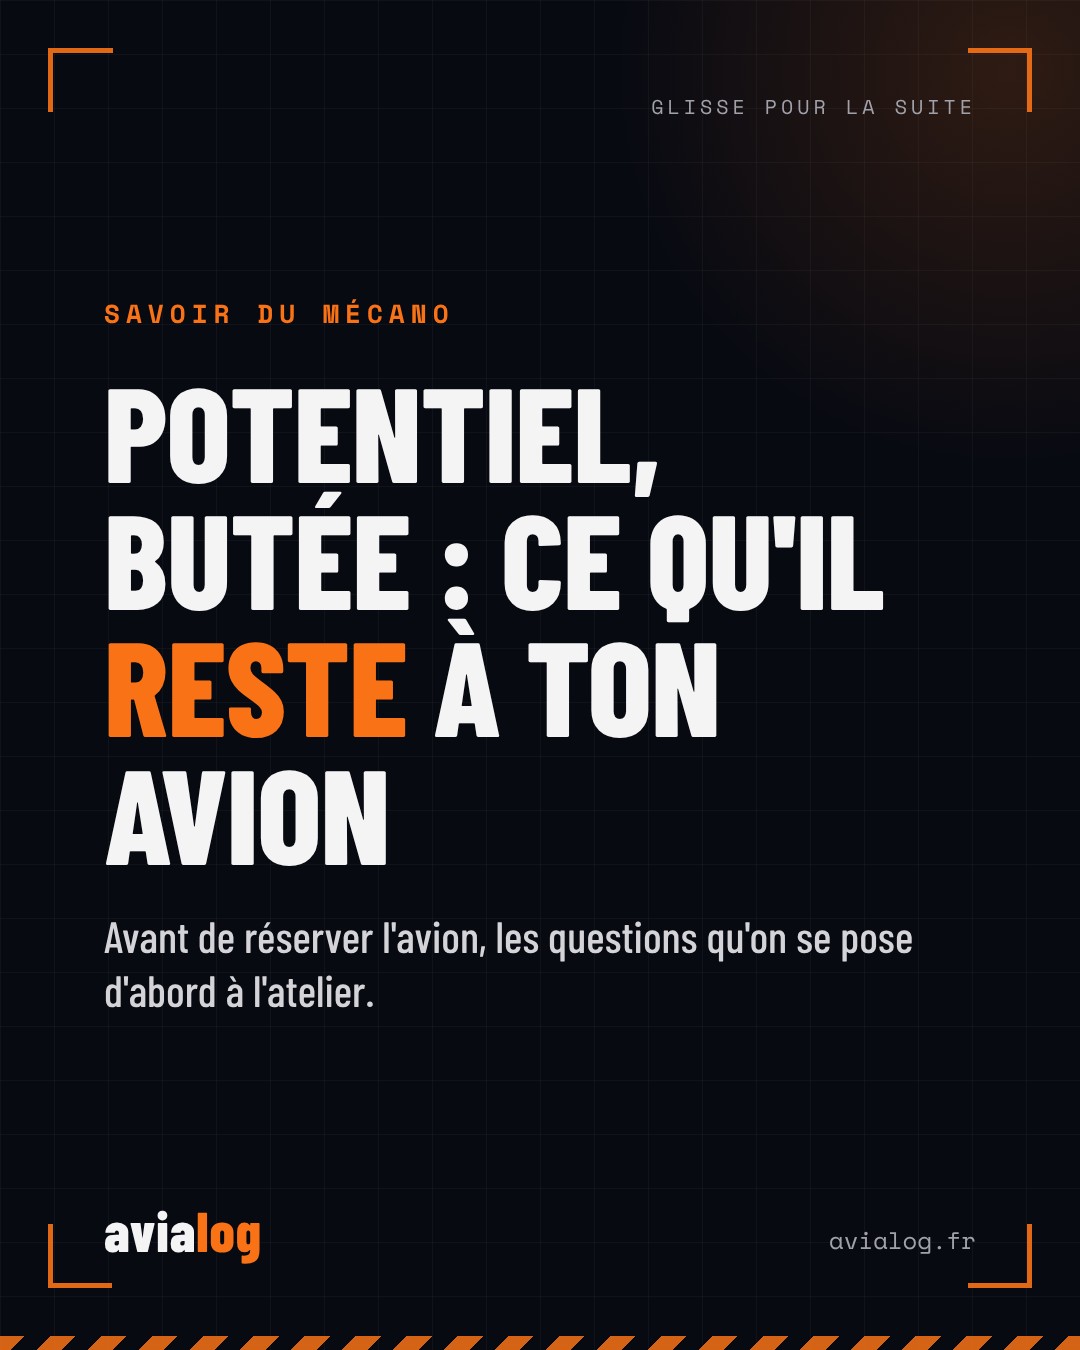 GLISSE POUR LA SUITE
SAVOIR DU MÉCANO
POTENTIEL,
BUTÉE : CE QU'IL
RESTE À TON
AVION
Avant de réserver l'avion, les questions qu'on se pose
d'abord à l'atelier.
avialog
avialog.fr